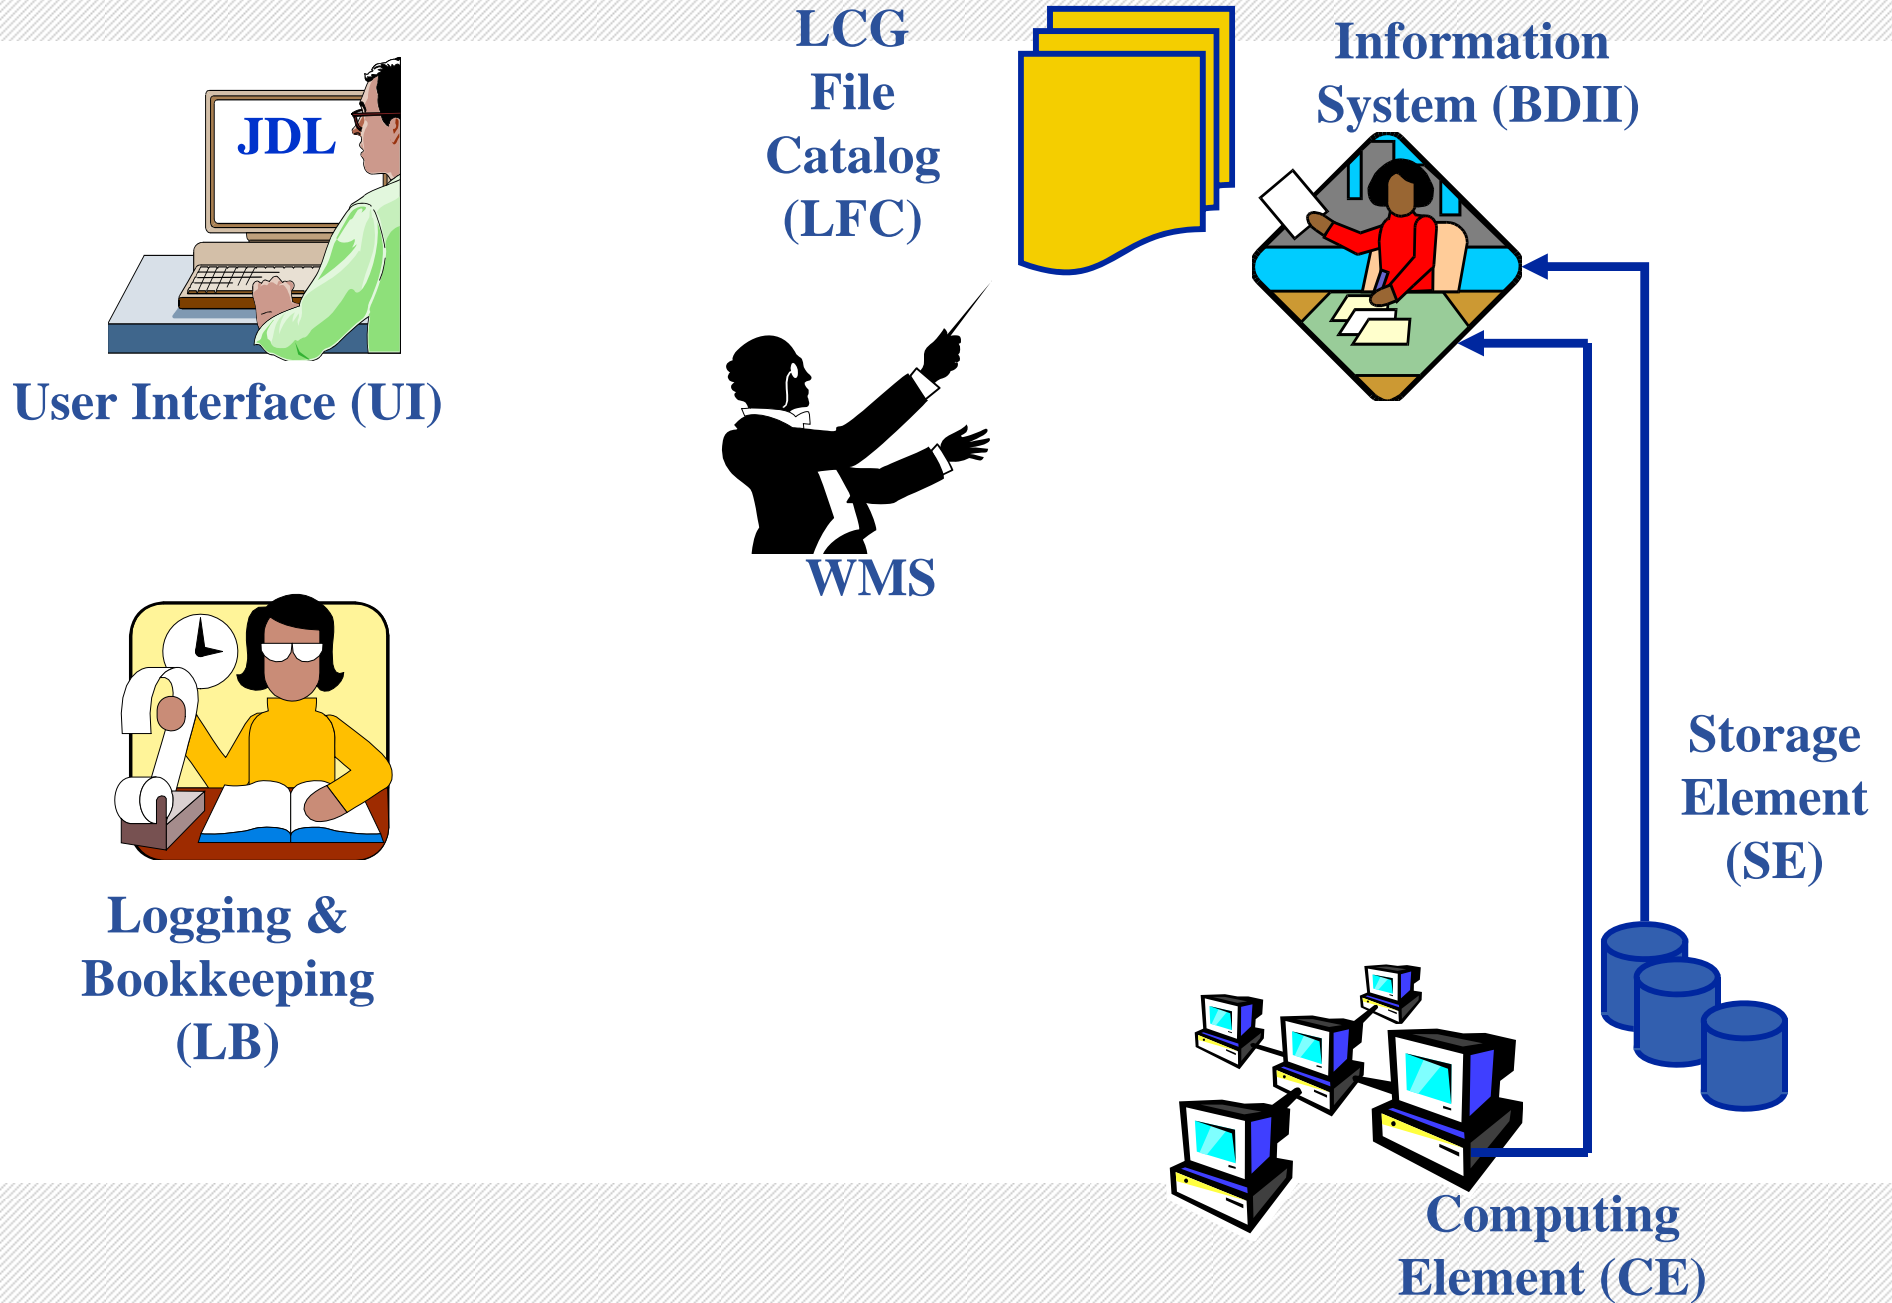 LCG
File
Catalog
(LFC)
Information
System (BDII)
JDL
User Interface (UI)
WMS
Logging &
Bookkeeping
(LB)
Storage
Element
(SE)
Computing
Element (CE)